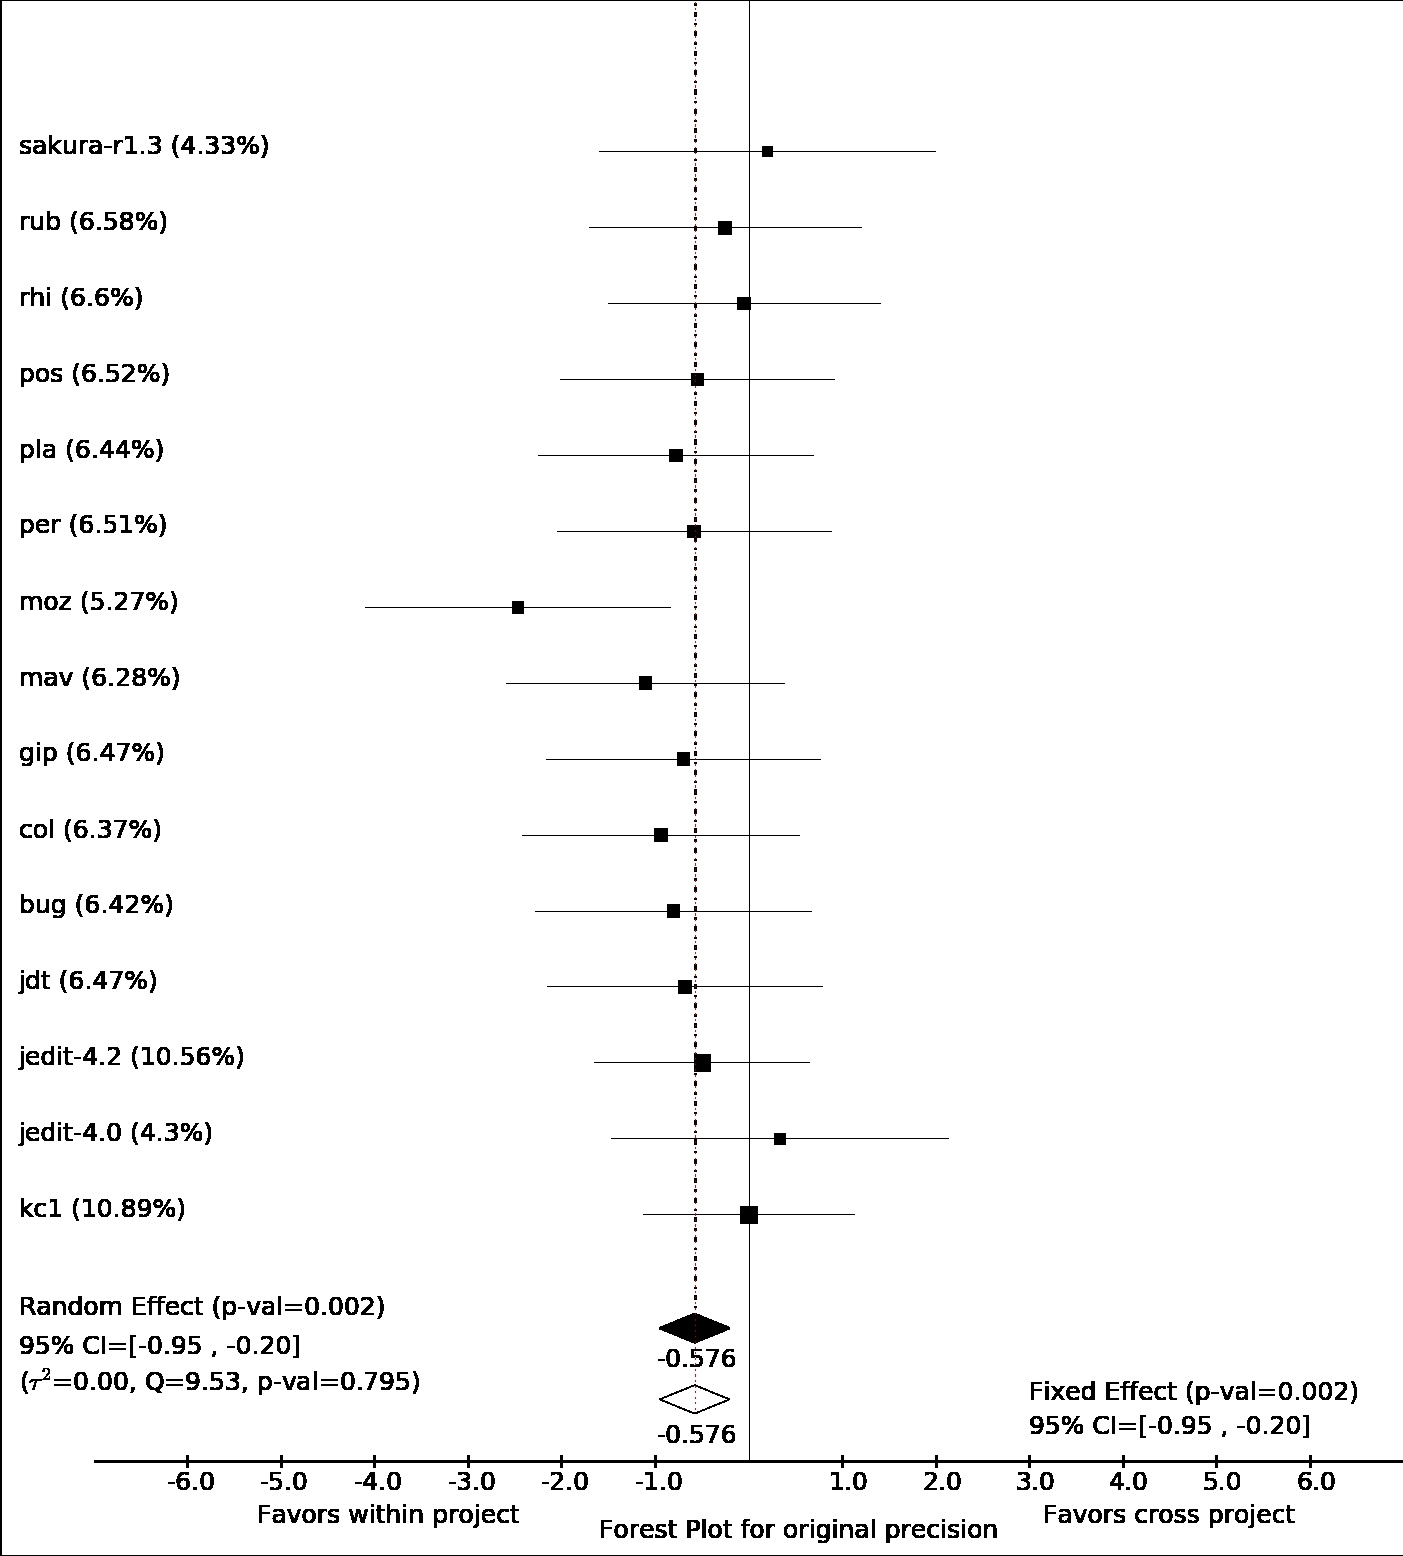 sakura-r1.3 (4.33%)
rub (6.58%)
rhi (6.6%)
pos (6.52%)
pla (6.44%)
per (6.51%)
moz (5.27%)
mav (6.28%)
gip (6.47%)
col (6.37%)
bug (6.42%)
jdt (6.47%)
jedit-4.2 (10.56%)
jedit-4.0 (4.3%)
kc1 (10.89%)
Random Effect (p-val=0.002)
95% CI=[-0.95 , -0.20]
(τ²=0.00, Q=9.53, p-val=0.795)
-0.576
-0.576
Fixed Effect (p-val=0.002)
95% CI=[-0.95 , -0.20]
-6.0 -5.0 -4.0 -3.0 -2.0 -1.0 1.0 2.0 3.0 4.0 5.0 6.0
Favors within project
Favors cross project
Forest Plot for original precision